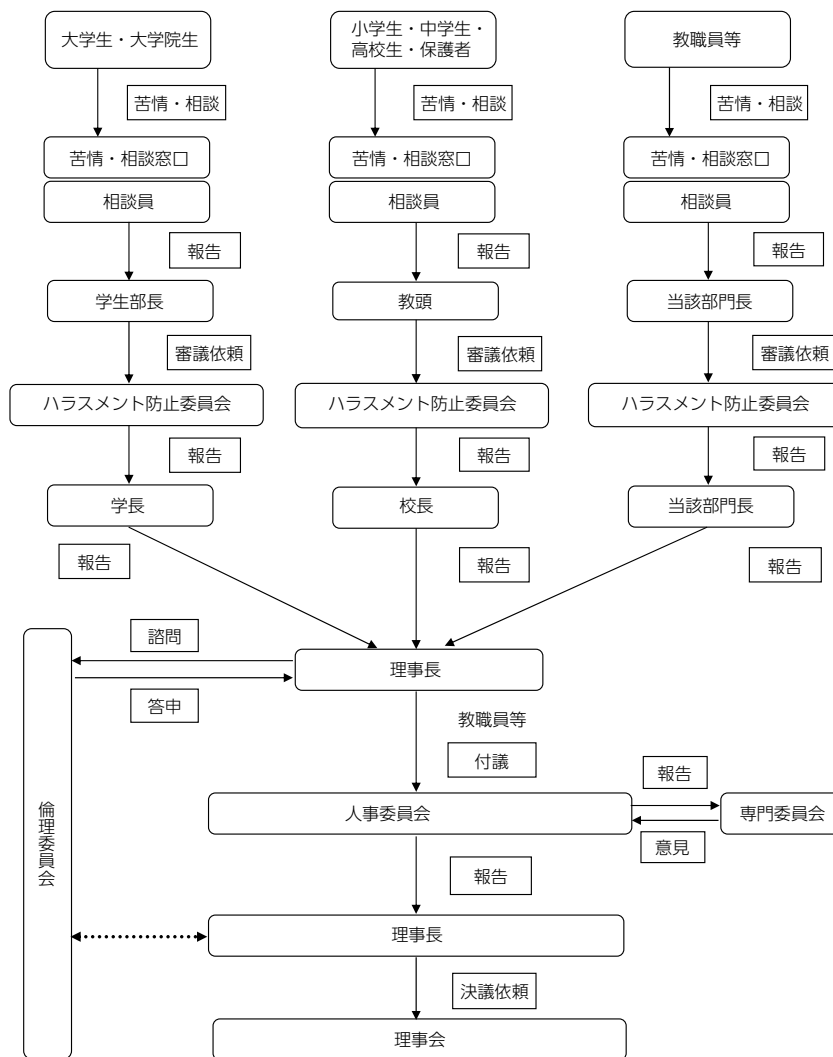 大学生・大学院生
小学生・中学生・
高校生・保護者
教職員等
苦情・相談
苦情・相談
苦情・相談
苦情・相談窓口
苦情・相談窓口
苦情・相談窓口
相談員
相談員
相談員
報告
報告
報告
学生部長
教頭
当該部門長
審議依頼
審議依頼
審議依頼
ハラスメント防止委員会
ハラスメント防止委員会
ハラスメント防止委員会
報告
報告
報告
学長
校長
当該部門長
報告
報告
報告
諮問
理事長
答申
教職員等
付議
報告
人事委員会
専門委員会
意見
倫理委員会
報告
理事長
決議依頼
理事会